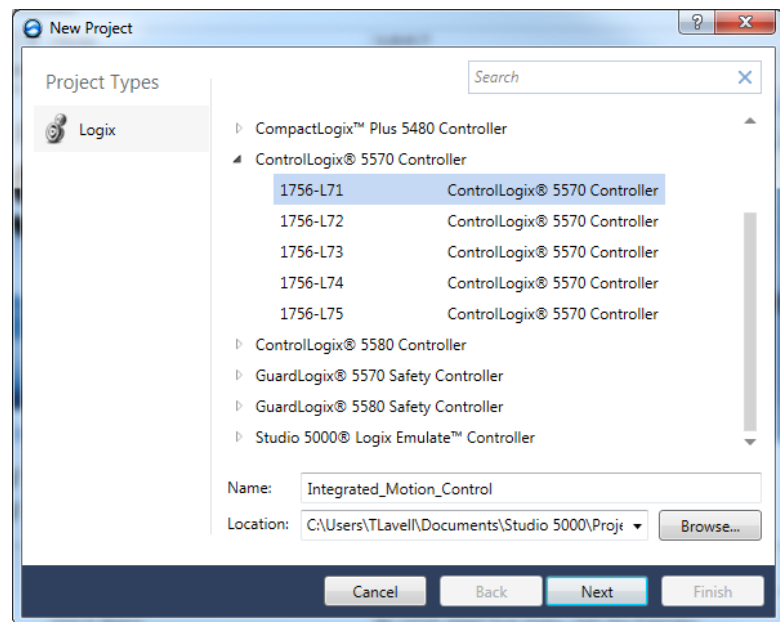 New Project
Project Types
Search
Logix
CompactLogix™ Plus 5480 Controller
ControlLogix® 5570 Controller
1756-L71 ControlLogix® 5570 Controller
1756-L72 ControlLogix® 5570 Controller
1756-L73 ControlLogix® 5570 Controller
1756-L74 ControlLogix® 5570 Controller
1756-L75 ControlLogix® 5570 Controller
ControlLogix® 5580 Controller
GuardLogix® 5570 Safety Controller
GuardLogix® 5580 Safety Controller
Studio 5000® Logix Emulate™ Controller
Name: Integrated_Motion_Control
Location: C:\Users\TLavell\Documents\Studio 5000\Proje Browse...
Cancel Back Next Finish